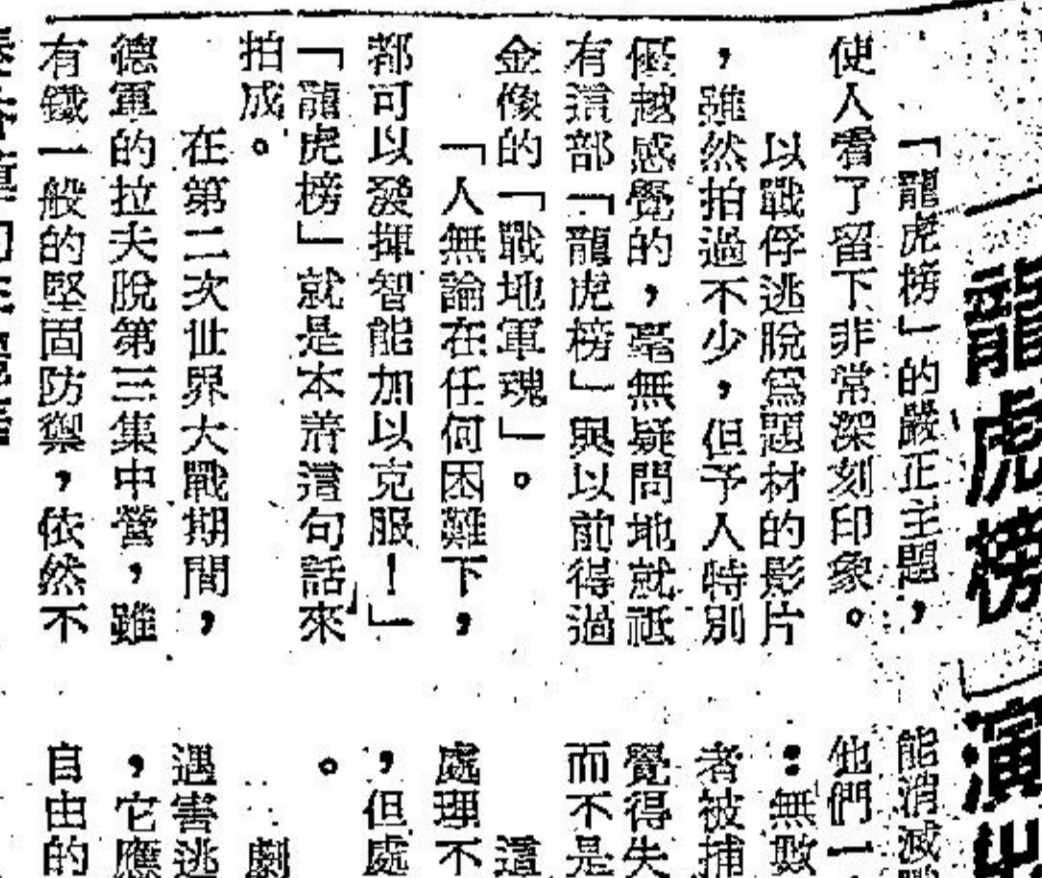 「龍虎榜」演出
「龍虎榜」的嚴正主題，
使人看了留下非常深刻印象。
以戰俘逃脫爲題材的影片
，雖然拍過不少，但予人特別
優越感覺的，毫無疑問地就祗
有這部「龍虎榜」與以前得過
金像的「戰地軍魂」。
「人無論在任何困難下，
都可以發揮智能加以克服！」
「龍虎榜」就是本着這句話來
拍成。
在第二次世界大戰期間，
德軍的拉夫脫第三集中營，雖
有鐵一般的堅固防禦，依然不
能消滅
他們一
：無數
者被捕
覺得失
而不是
這
處理不
，但處
。
劇
遇害逃
，它應
自由的